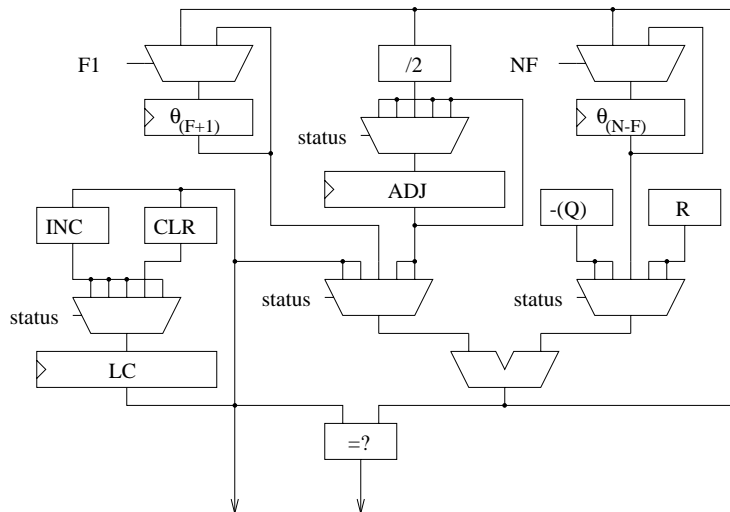 F1
/2
NF
θ(F+1)
status
θ(N-F)
ADJ
INC
CLR
-(Q)
R
status
status
status
LC
=?